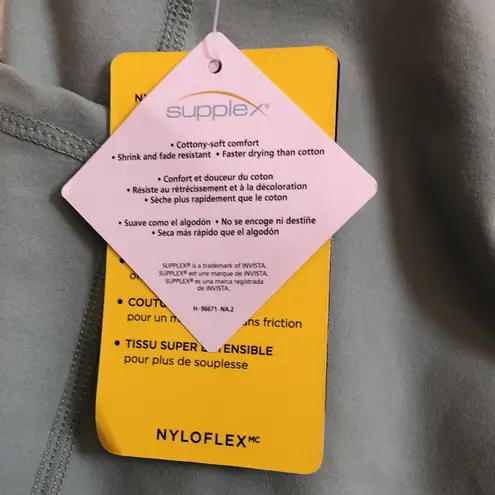 supplex®
• Cottony-soft comfort
• Shrink and fade resistant • Faster drying than cotton
• Confort et douceur du coton
• Résiste au rétrécissement et à la décoloration
• Sèche plus rapidement que le coton
• Suave como el algodón • No se encoge ni destiñe
• Seca más rápido que el algodón
SUPPLEX® is a trademark of INVISTA.
SUPPLEX® est une marque de INVISTA.
SUPPLEX® es una marca registrada
de INVISTA.
H-96671-NA.2
• COUTU
pour un m ns friction
• TISSU SUPER E TENSIBLE
pour plus de souplesse
NYLOFLEXMC